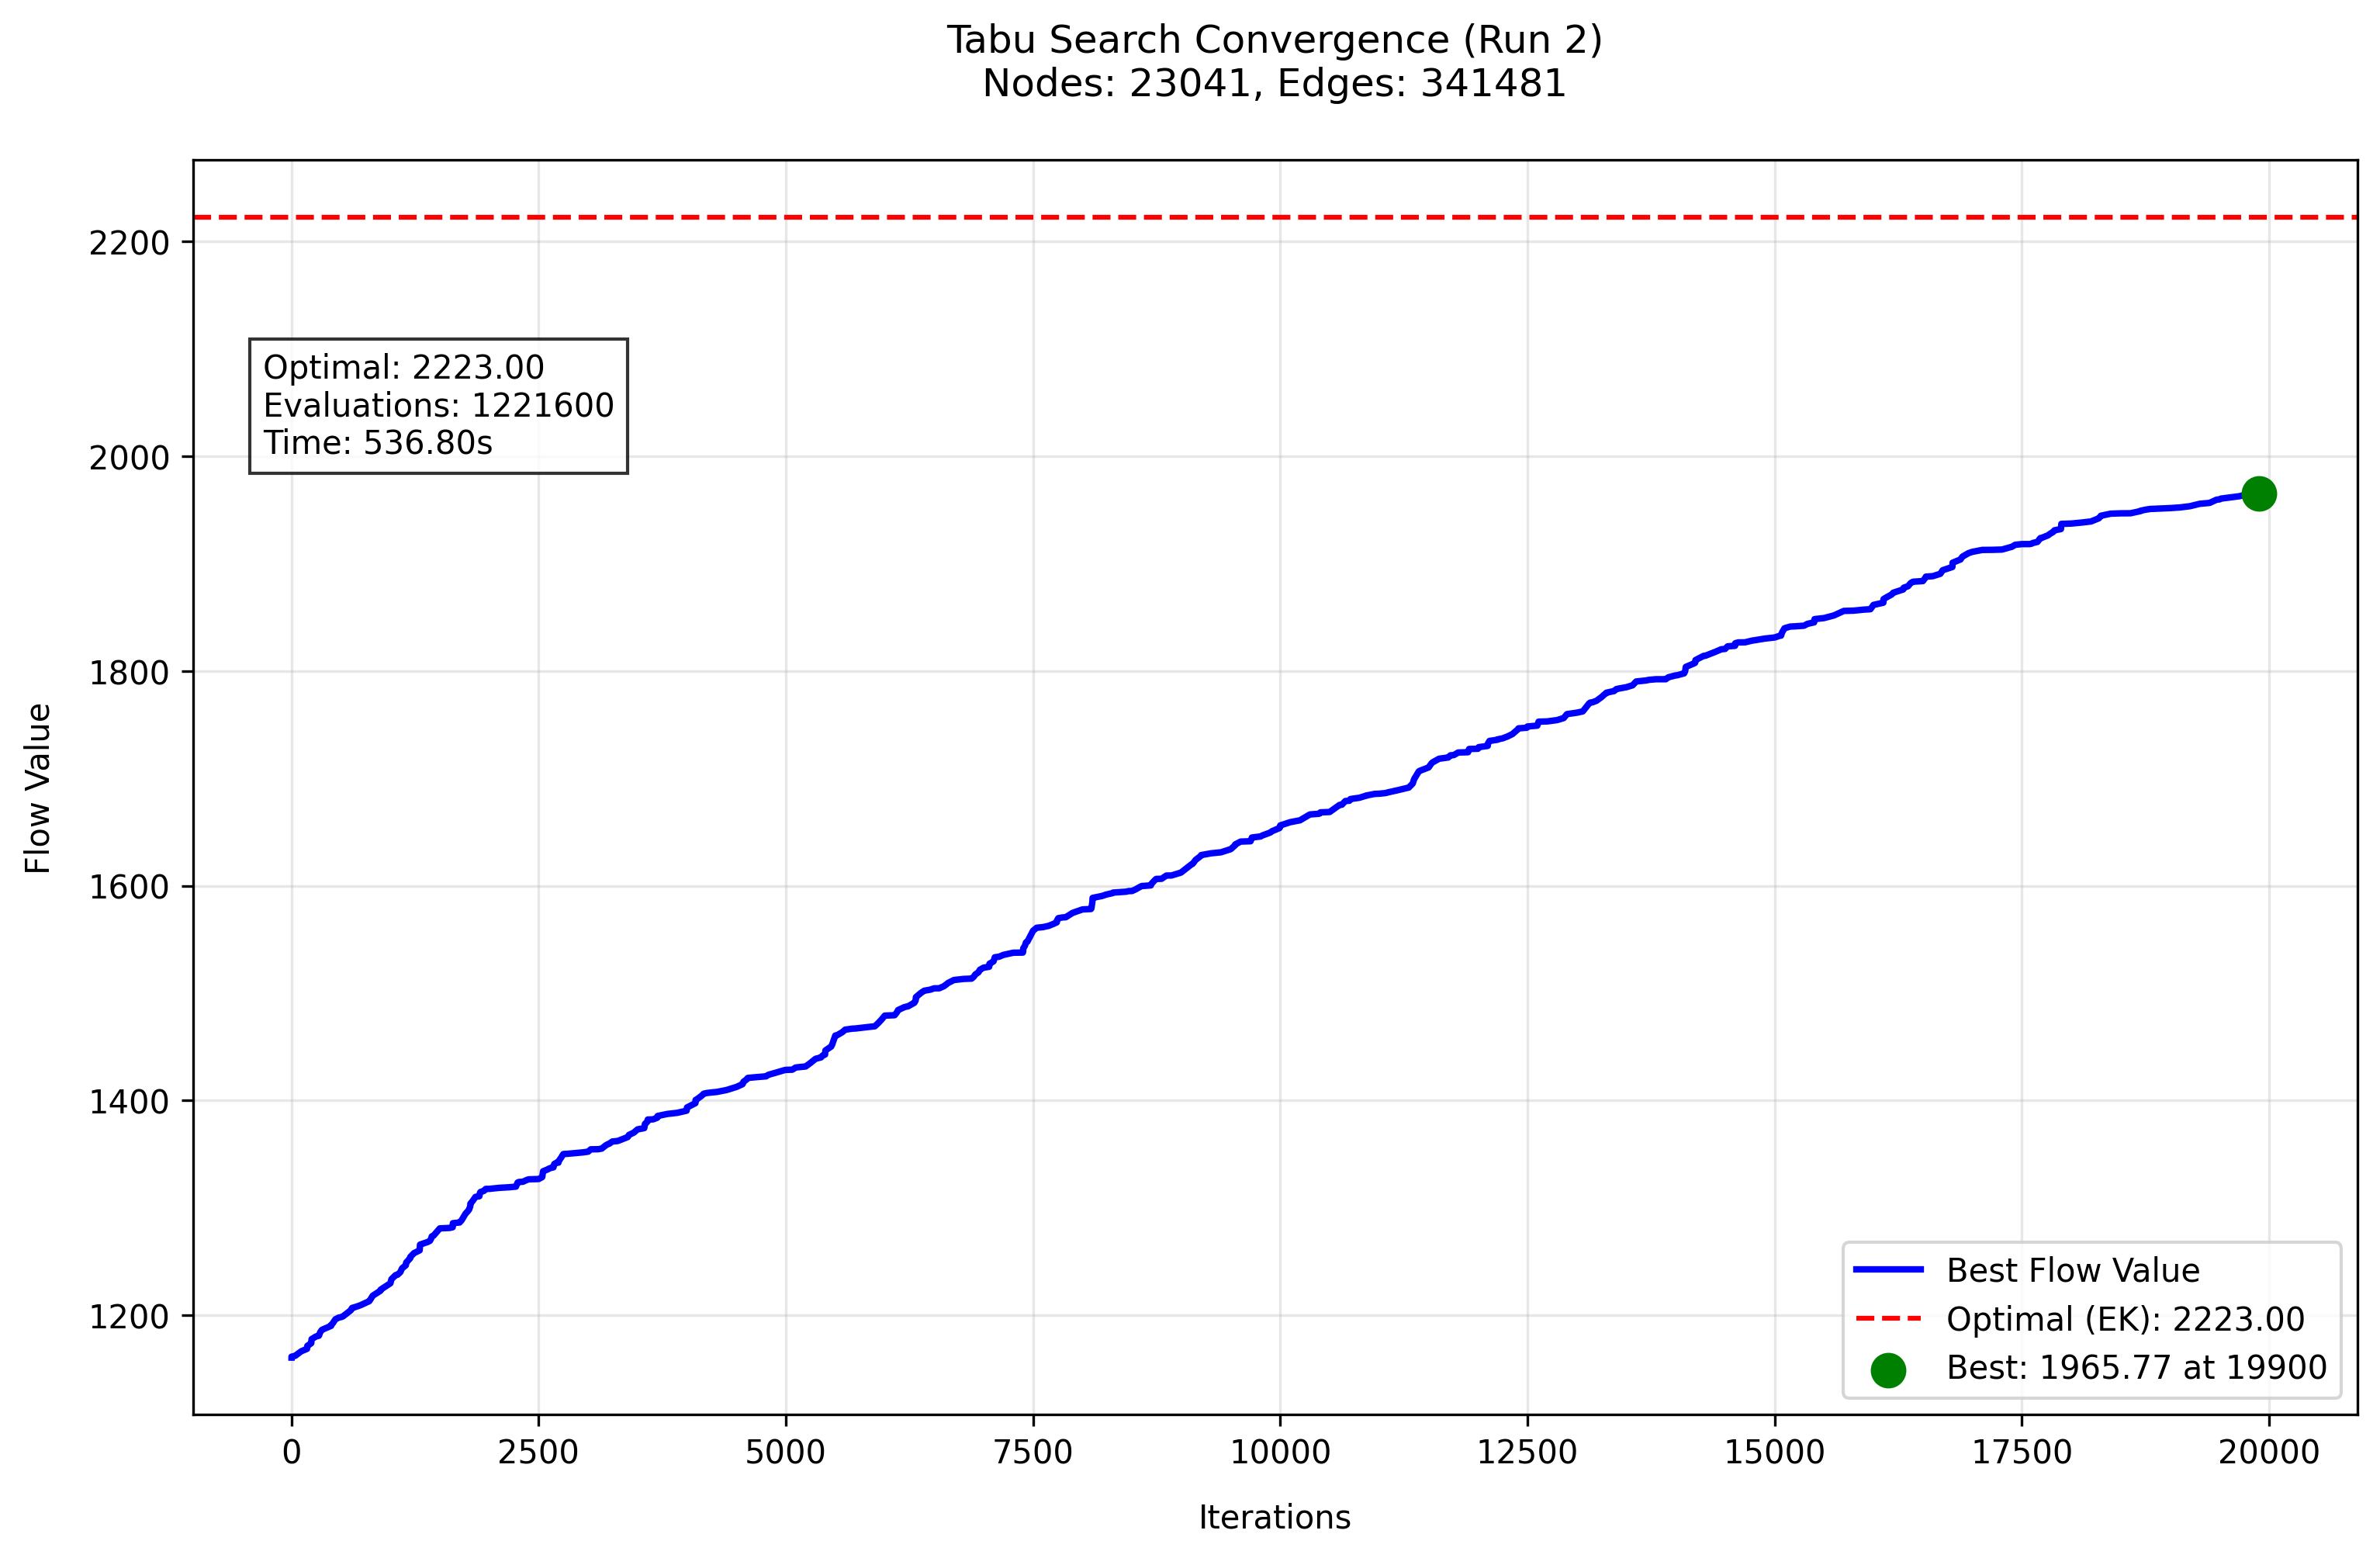 Tabu Search Convergence (Run 2)
Nodes: 23041, Edges: 341481
Optimal: 2223.00
Evaluations: 1221600
Time: 536.80s
Flow Value
2200
2000
1800
1600
1400
1200
0
2500
5000
7500
10000
12500
15000
17500
20000
Iterations
Best Flow Value
Optimal (EK): 2223.00
Best: 1965.77 at 19900